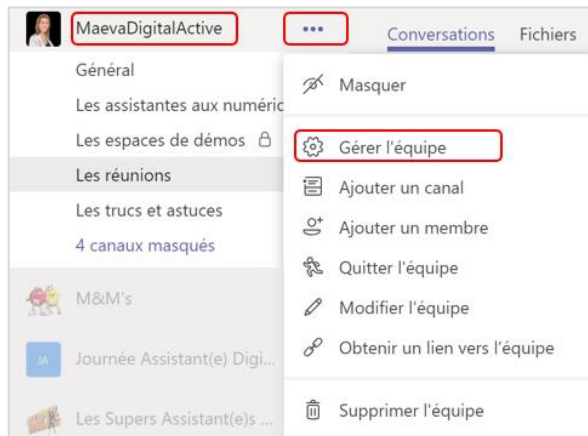 MaevaDigitalActive
Général
Les assistantes aux numéric
Les espaces de démos
Les réunions
Les trucs et astuces
4 canaux masqués
M&M's
JA
Journée Assistant(e) Digi...
Les Supers Assistant(e)s ...
Conversations Fichiers
Masquer
Gérer l'équipe
Ajouter un canal
Ajouter un membre
Quitter l'équipe
Modifier l'équipe
Obtenir un lien vers l'équipe
Supprimer l'équipe